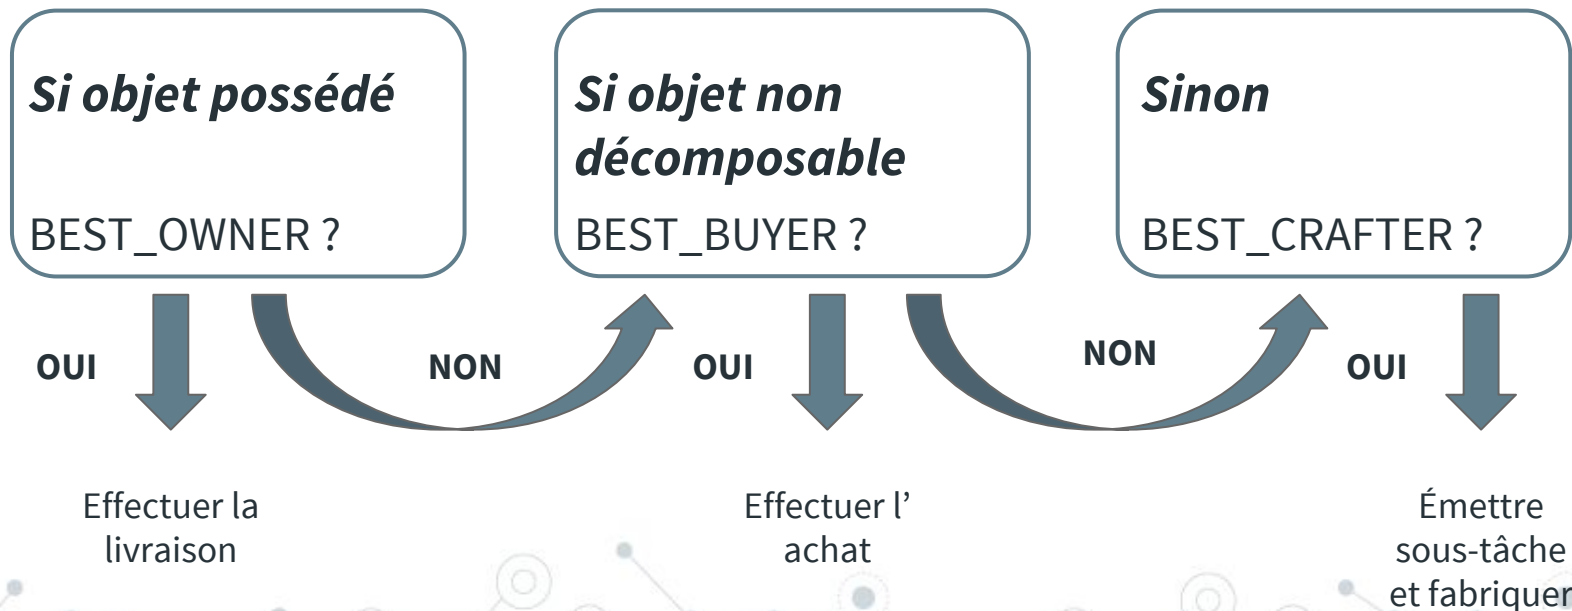 Si objet possédé
BEST_OWNER ?
Si objet non
décomposable
BEST_BUYER ?
Sinon
BEST_CRAFTER ?
OUI
NON
OUI
NON
OUI
Effectuer la
livraison
Effectuer l’
achat
Émettre
sous-tâche
et fabriquer